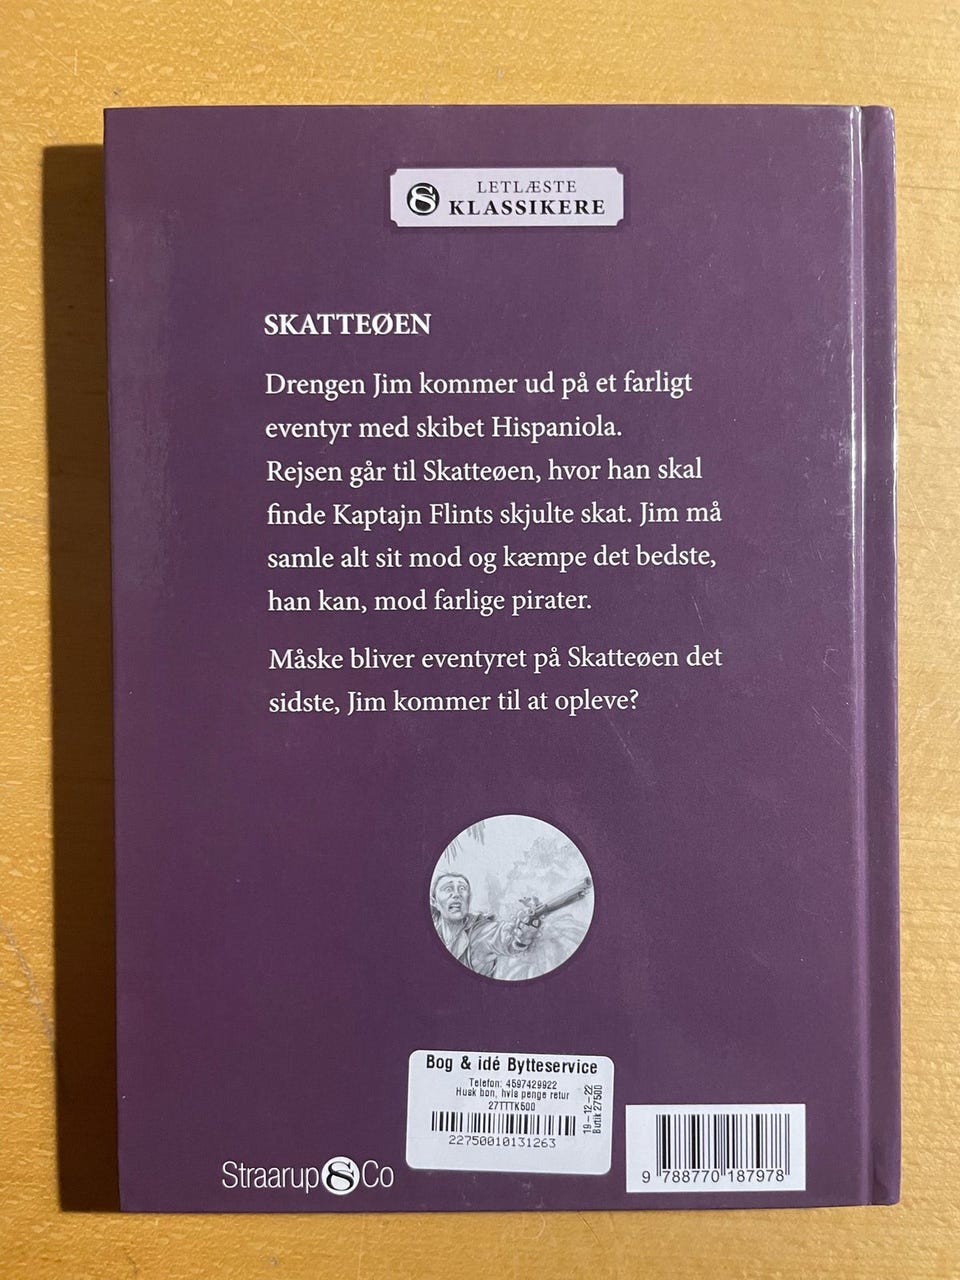 LETLÆSTE
KLASSIKERE
SKATTEØEN
Drengen Jim kommer ud på et farligt
eventyr med skibet Hispaniola.
Rejsen går til Skatteøen, hvor han skal
finde Kaptajn Flints skjulte skat. Jim må
samle alt sit mod og kæmpe det bedste,
han kan, mod farlige pirater.
Måske bliver eventyret på Skatteøen det
sidste, Jim kommer til at opleve?
Bog & idé Bytteservice
Telefon: 4597429922
Husk bon, hvis penge retur
27TTTK500
22750010131263
19-12-22
Butik 27500
Straarup & Co
9 788770 187978